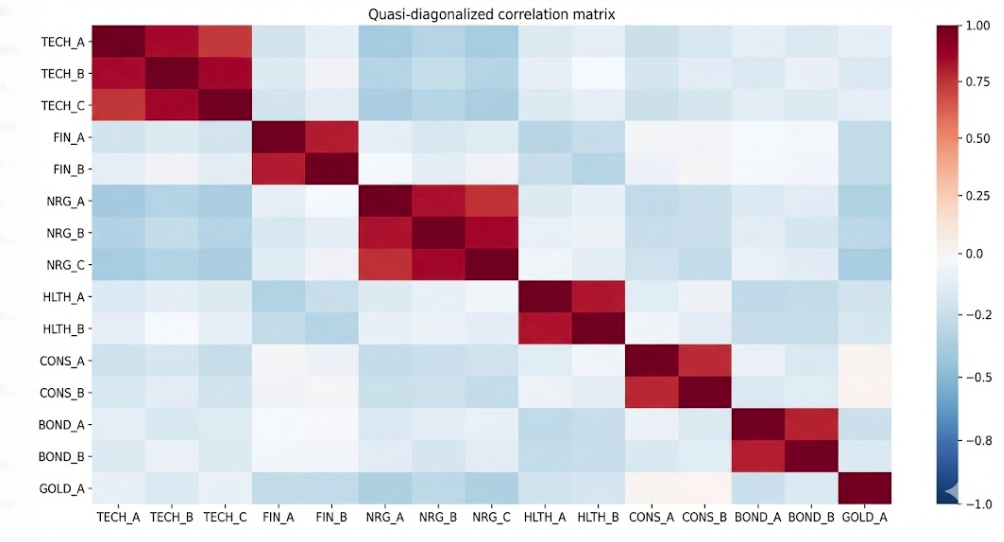 Quasi-diagonalized correlation matrix
TECH_A
TECH_B
TECH_C
FIN_A
FIN_B
NRG_A
NRG_B
NRG_C
HLTH_A
HLTH_B
CONS_A
CONS_B
BOND_A
BOND_B
GOLD_A
TECH_A TECH_B TECH_C FIN_A FIN_B NRG_A NRG_B NRG_C HLTH_A HLTH_B CONS_A CONS_B BOND_A BOND_B GOLD_A
1.00
0.75
0.50
0.25
0.0
−0.2
−0.5
−0.8
−1.0